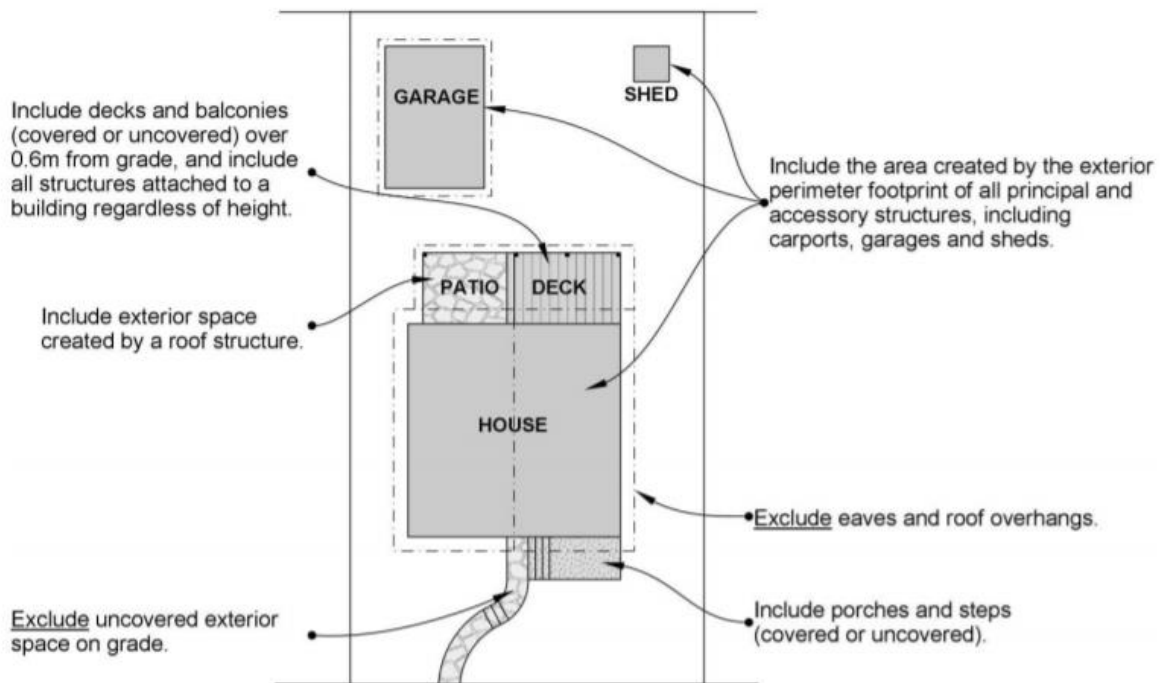 GARAGE
SHED
Include decks and balconies
(covered or uncovered) over
0.6m from grade, and include
all structures attached to a
building regardless of height.
Include the area created by the exterior
perimeter footprint of all principal and
accessory structures, including
carports, garages and sheds.
PATIO
DECK
Include exterior space
created by a roof structure.
HOUSE
Exclude eaves and roof overhangs.
Exclude uncovered exterior
space on grade.
Include porches and steps
(covered or uncovered).